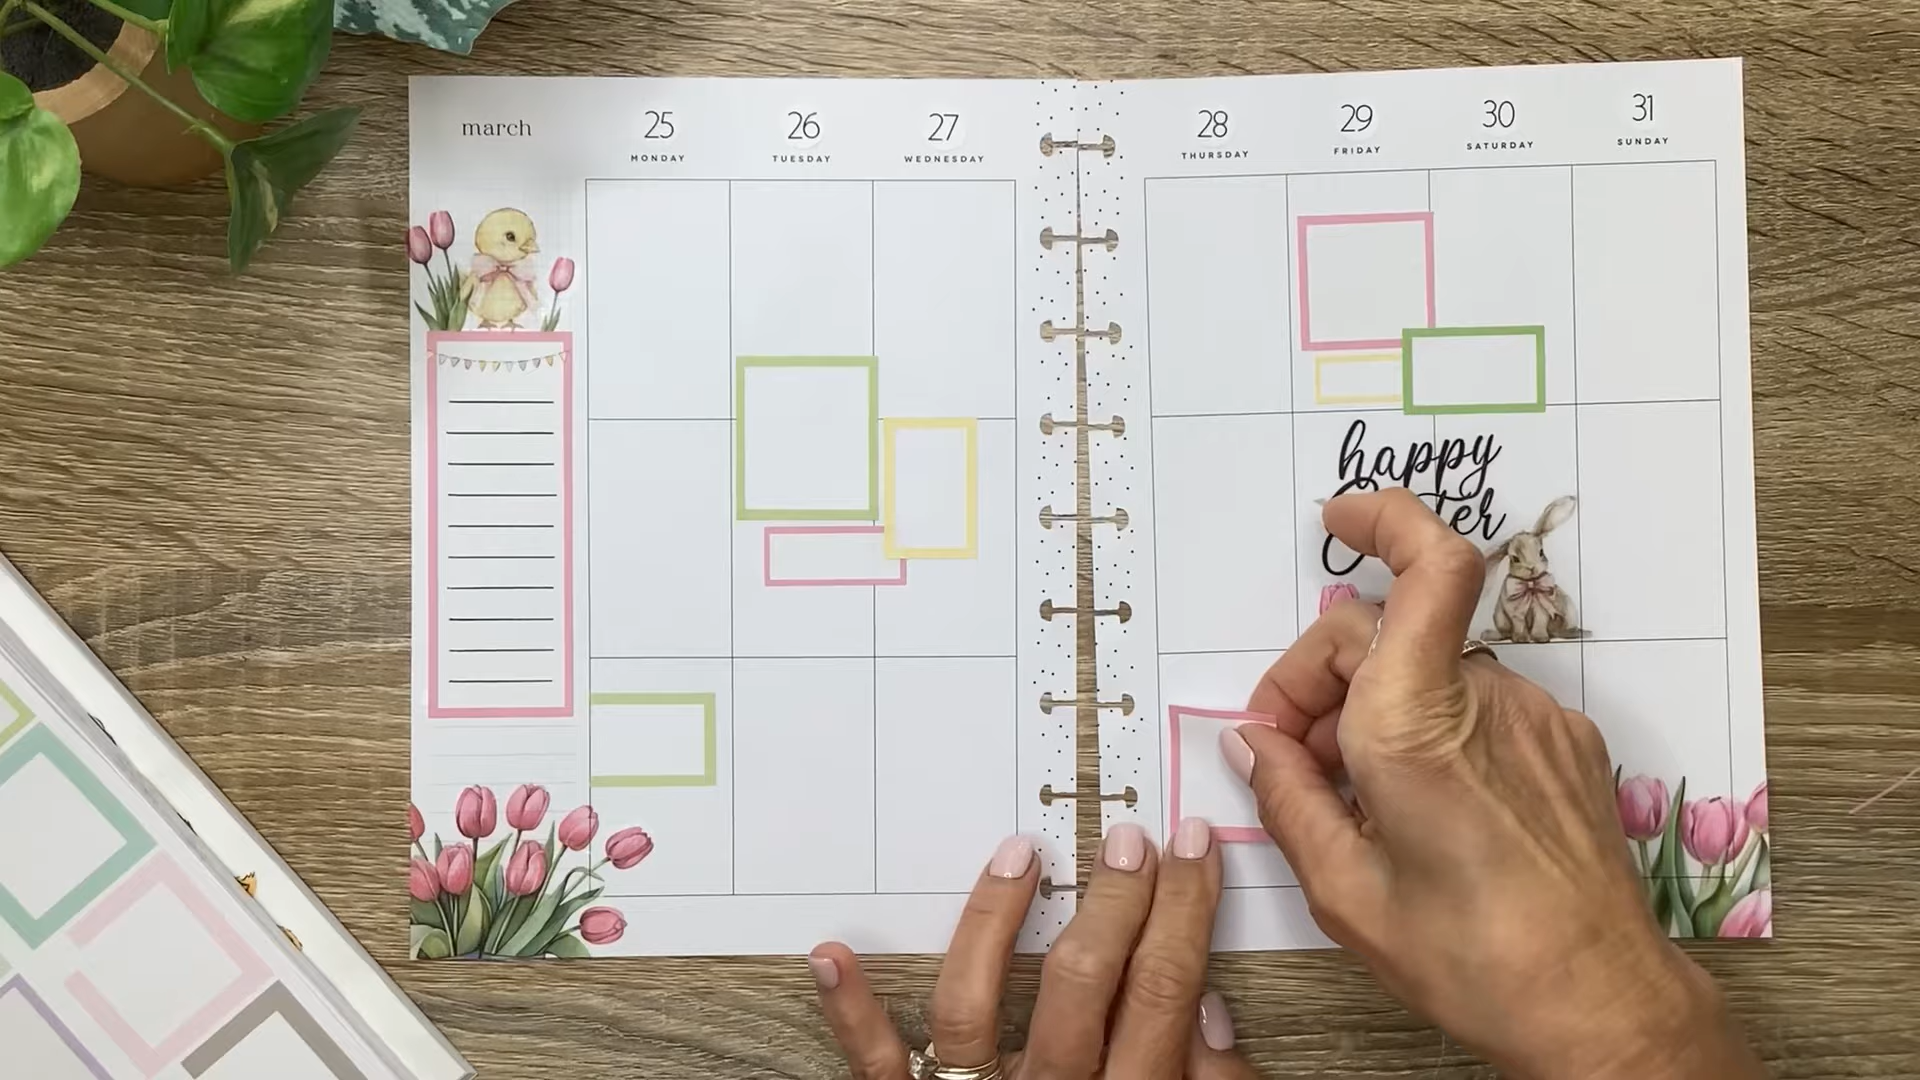 march
25 26 27 28 29 30 31
MONDAY TUESDAY WEDNESDAY THURSDAY FRIDAY SATURDAY SUNDAY
happy